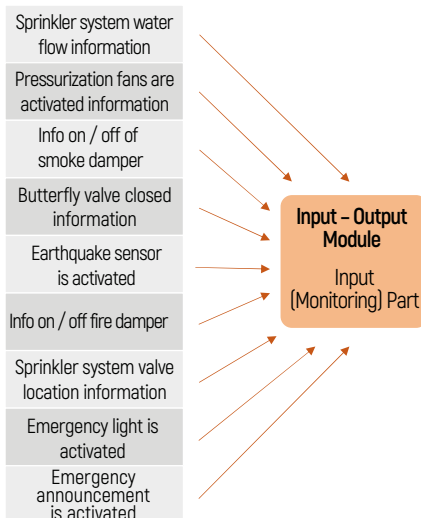 Sprinkler system water
flow information
Pressurization fans are
activated information
Info on / off of
smoke damper
Butterfly valve closed
information
Earthquake sensor
is activated
Info on / off fire damper
Sprinkler system valve
location information
Emergency light is
activated
Emergency
announcement
is activated
Input – Output
Module
Input
(Monitoring) Part